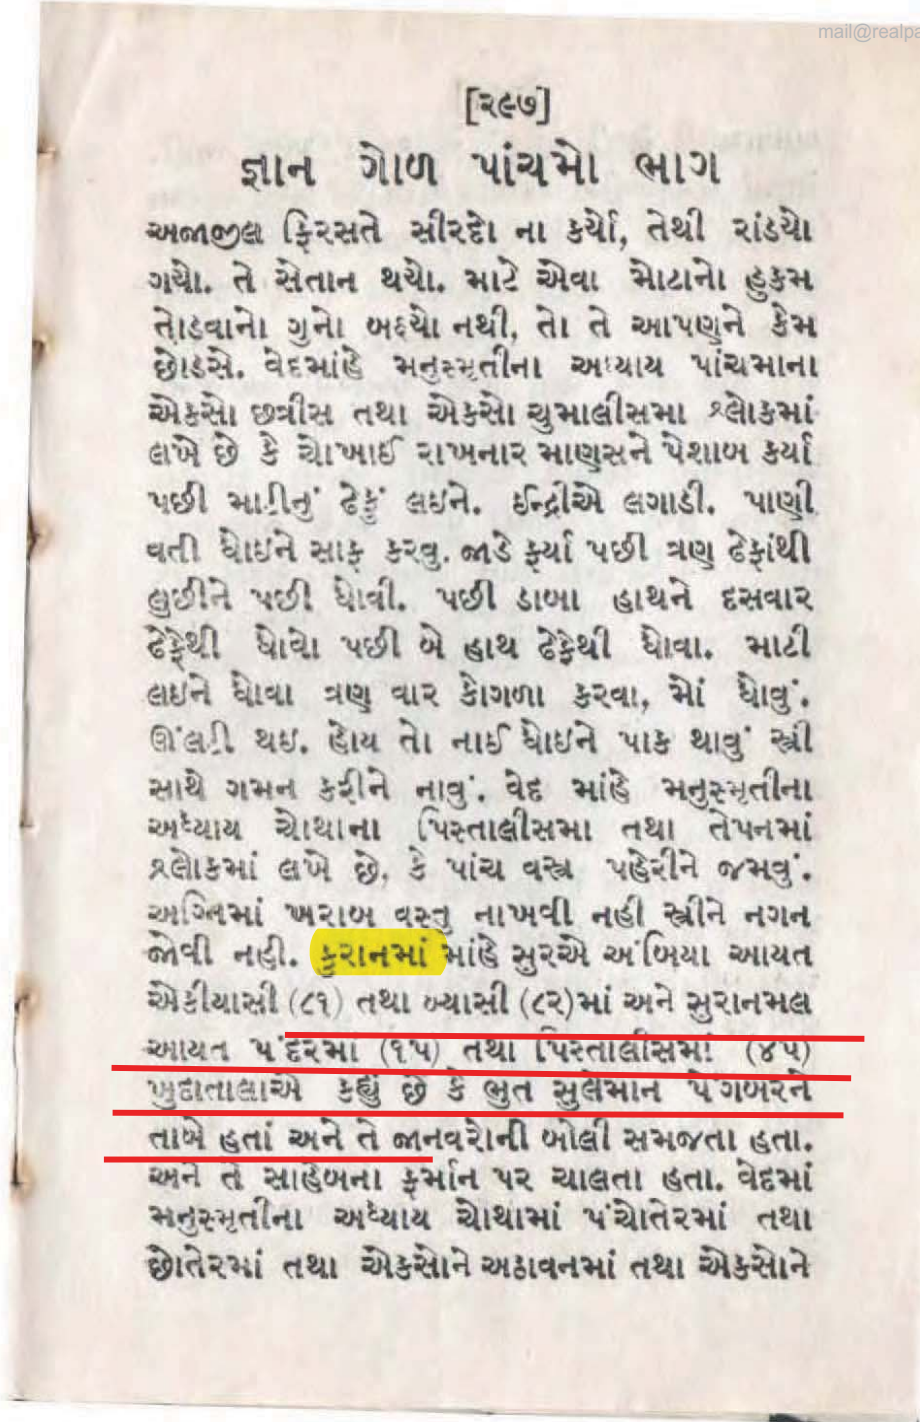 mail@realpa
[૨૯૭]
જ્ઞાન ગોળ પાંચમો ભાગ
અજાજીલ ફિરસતે સીરદો ના કર્યો, તેથી રાંડયો
ગયો. તે સેતાન થયો. માટે એવા મોટાનો હુકમ
તોડવાનો ગુનો બદયો નથી, તો તે આપણને કેમ
છોડસે. વેદમાંહે મનુસ્મૃતીના અધ્યાય પાંચમાના
એકસો છત્રીસ તથા એકસો ચુમાલીસમા શ્લોકમાં
લખે છે કે ચોખાઈ રાખનાર માણસને પેશાબ કર્યા
પછી માટીનું ઢેફું લઇને. ઈન્દ્રીએ લગાડી. પાણી
વતી ધોઇને સાફ કરવુ. જાડે ફર્યા પછી ત્રણ ઢેફાંથી
લુછીને પછી ધોવી. પછી ડાબા હાથને દસવાર
ઢેફેથી ધોવો પછી બે હાથ ઢેફેથી ધોવા. માટી
લઇને ધોવા ત્રણ વાર કોગળા કરવા, મોં ધોવું.
ઊંલટી થઇ. હોય તો નાઈ ધોઇને પાક થાવું સ્ત્રી
સાથે ગમન કરીને નાવું. વેદ માંહે મનુસ્મૃતીના
અધ્યાય ચોથાના પિસ્તાલીસમા તથા તેપનમાં
શ્લોકમાં લખે છે, કે પાંચ વસ્ત્ર પહેરીને જમવું.
અગ્નિમાં ખરાબ વસ્તુ નાખવી નહી સ્ત્રીને નગન
જોવી નહી. કુરાનમાં માંહે સુરએ અંબિયા આયત
એકીયાસી (૮૧) તથા બ્યાસી (૮૨)માં અને સુરાનમલ
આયત પંદરમાં (૧૫) તથા પિસ્તાલીસમાં (૪૫)
ખુદાતાલાએ કહ્યું છે કે ભુત સુલેમાન પેગંબરને
તાબે હતાં અને તે જાનવરોની બોલી સમજતા હતા.
અને તે સાહેબના ફર્માન પર ચાલતા હતા. વેદમાં
મનુસ્મૃતીના અધ્યાય ચોથામાં પંચોતેરમાં તથા
છોતેરમાં તથા એકસોને અઠાવનમાં તથા એકસોને